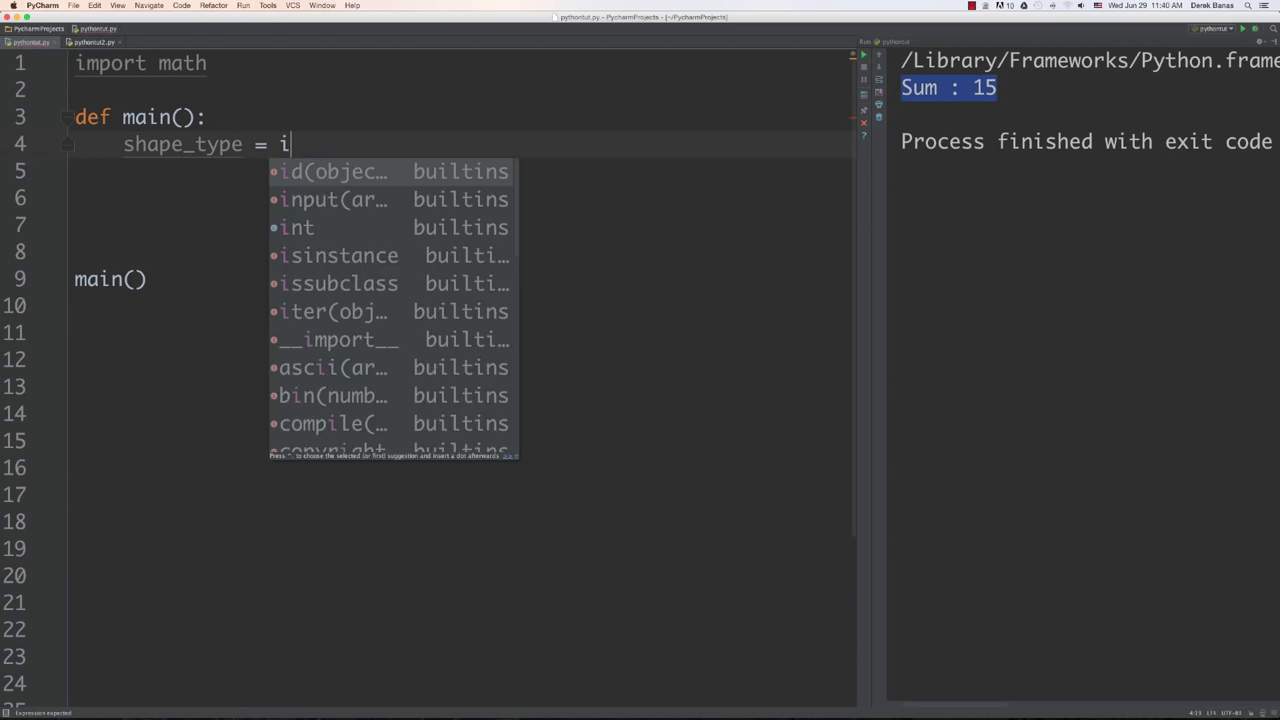 PyCharm File Edit View Navigate Code Refactor Run Tools VCS Window Help 10 Wed Jun 29 11:40 AM Derek Banas
pythontut.py - PyCharmProjects - [~/PycharmProjects]
PycharmProjects pythontut.py pythontut
pythontut.py pythontut2.py Run: pythontut
1 import math
2
3 def main():
4 shape_type = i
5
6
7
8
9 main()
10
11
12
13
14
15
16
17
18
19
20
21
22
23
24
id(objec… builtins
input(ar… builtins
int builtins
isinstance builti…
issubclass builti…
iter(obj… builtins
__import__ builti…
ascii(ar… builtins
bin(numb… builtins
compile(… builtins
copyright builtins
Press ^. to choose the selected (or first) suggestion and insert a dot afterwards >>
/Library/Frameworks/Python.frame
Sum : 15
Process finished with exit code
Expression expected 4:19 LF÷ UTF-8÷